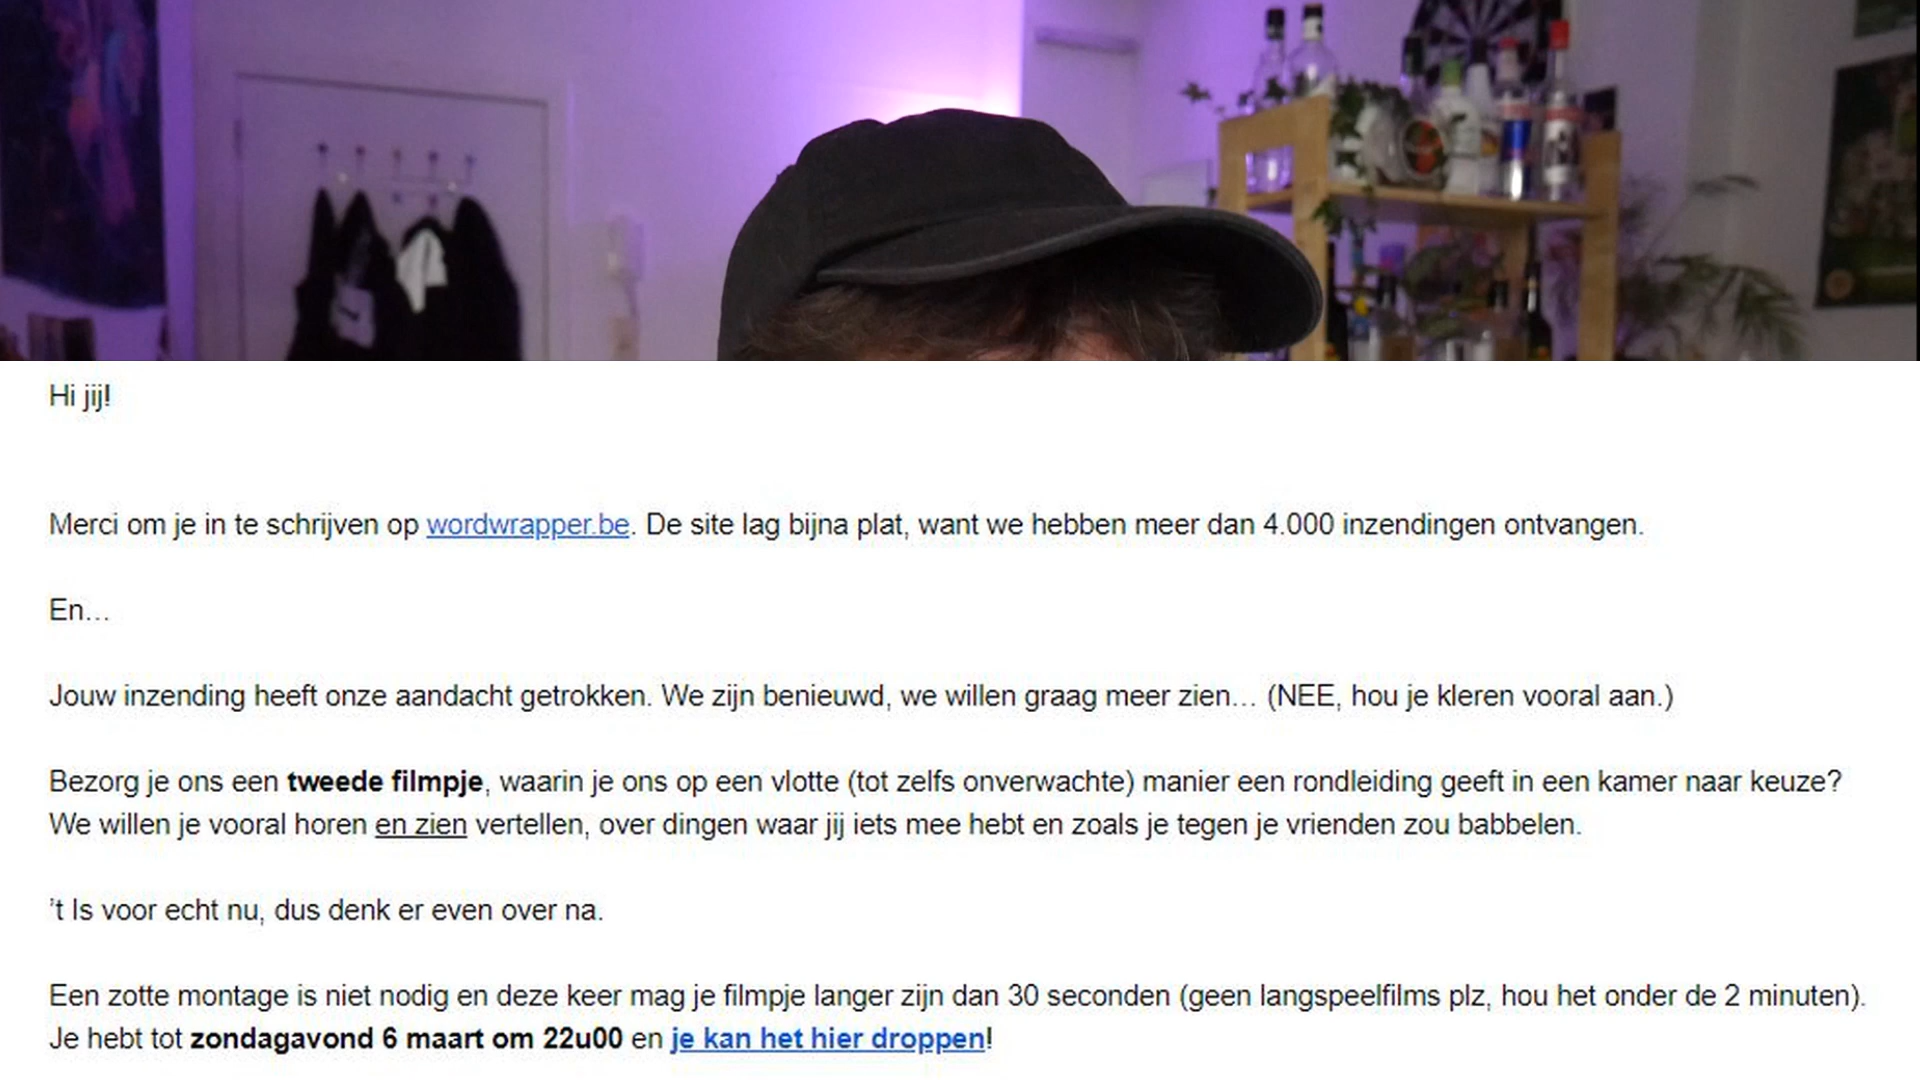 Hi jij!
Merci om je in te schrijven op wordwrapper.be. De site lag bijna plat, want we hebben meer dan 4.000 inzendingen ontvangen.
En…
Jouw inzending heeft onze aandacht getrokken. We zijn benieuwd, we willen graag meer zien… (NEE, hou je kleren vooral aan.)
Bezorg je ons een tweede filmpje, waarin je ons op een vlotte (tot zelfs onverwachte) manier een rondleiding geeft in een kamer naar keuze?
We willen je vooral horen en zien vertellen, over dingen waar jij iets mee hebt en zoals je tegen je vrienden zou babbelen.
’t Is voor echt nu, dus denk er even over na.
Een zotte montage is niet nodig en deze keer mag je filmpje langer zijn dan 30 seconden (geen langspeelfilms plz, hou het onder de 2 minuten).
Je hebt tot zondagavond 6 maart om 22u00 en je kan het hier droppen!